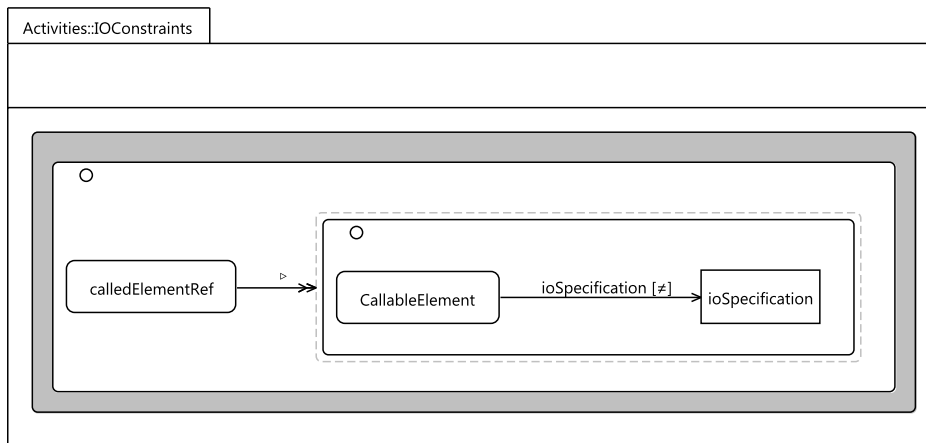 Activities::IOConstraints
calledElementRef
▷
CallableElement
ioSpecification [≠]
ioSpecification